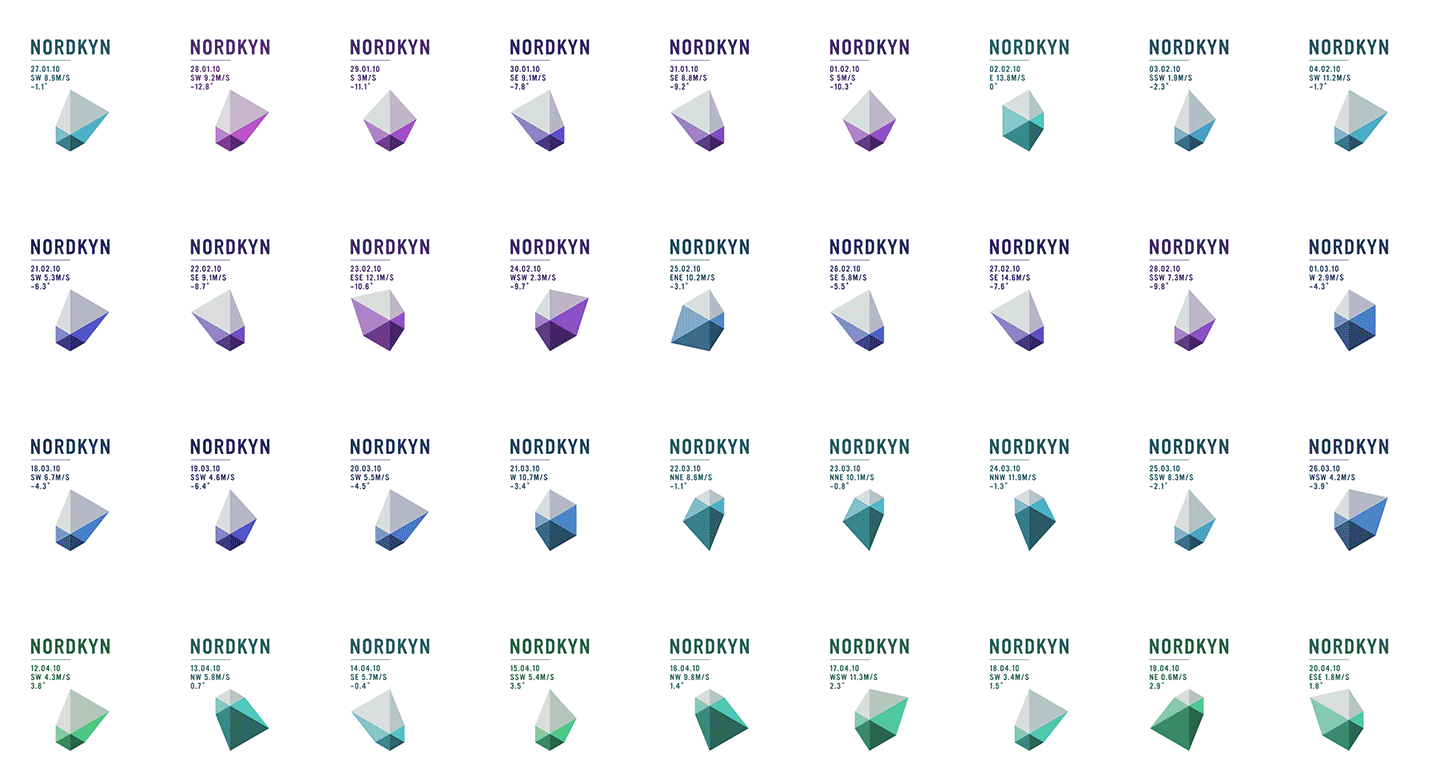 NORDKYN
27.01.10
SW 8.9M/S
-1.1°
NORDKYN
28.01.10
SW 9.2M/S
-12.8°
NORDKYN
29.01.10
S 3M/S
-11.1°
NORDKYN
30.01.10
SE 9.1M/S
-7.8°
NORDKYN
31.01.10
SE 8.8M/S
-9.2°
NORDKYN
01.02.10
S 5M/S
-10.3°
NORDKYN
02.02.10
E 13.8M/S
0°
NORDKYN
03.02.10
SSW 1.9M/S
-2.3°
NORDKYN
04.02.10
SW 11.2M/S
-1.7°
NORDKYN
21.02.10
SW 5.3M/S
-6.3°
NORDKYN
22.02.10
SE 9.1M/S
-8.7°
NORDKYN
23.02.10
ESE 12.1M/S
-10.6°
NORDKYN
24.02.10
WSW 2.3M/S
-9.7°
NORDKYN
25.02.10
ENE 10.2M/S
-3.1°
NORDKYN
26.02.10
SE 5.8M/S
-5.5°
NORDKYN
27.02.10
SE 14.6M/S
-7.6°
NORDKYN
28.02.10
SSW 7.3M/S
-9.8°
NORDKYN
01.03.10
W 2.9M/S
-4.3°
NORDKYN
18.03.10
SW 6.7M/S
-4.3°
NORDKYN
19.03.10
SSW 4.6M/S
-6.4°
NORDKYN
20.03.10
SW 5.5M/S
-4.5°
NORDKYN
21.03.10
W 10.7M/S
-3.4°
NORDKYN
22.03.10
NNE 8.6M/S
-1.1°
NORDKYN
23.03.10
NNE 10.1M/S
-0.8°
NORDKYN
24.03.10
NNW 11.9M/S
-1.3°
NORDKYN
25.03.10
SSW 8.3M/S
-2.1°
NORDKYN
26.03.10
WSW 4.2M/S
-3.9°
NORDKYN
12.04.10
SW 4.3M/S
3.8°
NORDKYN
13.04.10
NW 5.8M/S
0.7°
NORDKYN
14.04.10
SE 5.7M/S
-0.4°
NORDKYN
15.04.10
SSW 5.4M/S
3.5°
NORDKYN
16.04.10
NW 9.8M/S
1.4°
NORDKYN
17.04.10
WSW 11.3M/S
2.3°
NORDKYN
18.04.10
SW 3.4M/S
1.5°
NORDKYN
19.04.10
NE 0.6M/S
2.9°
NORDKYN
20.04.10
ESE 1.8M/S
1.8°